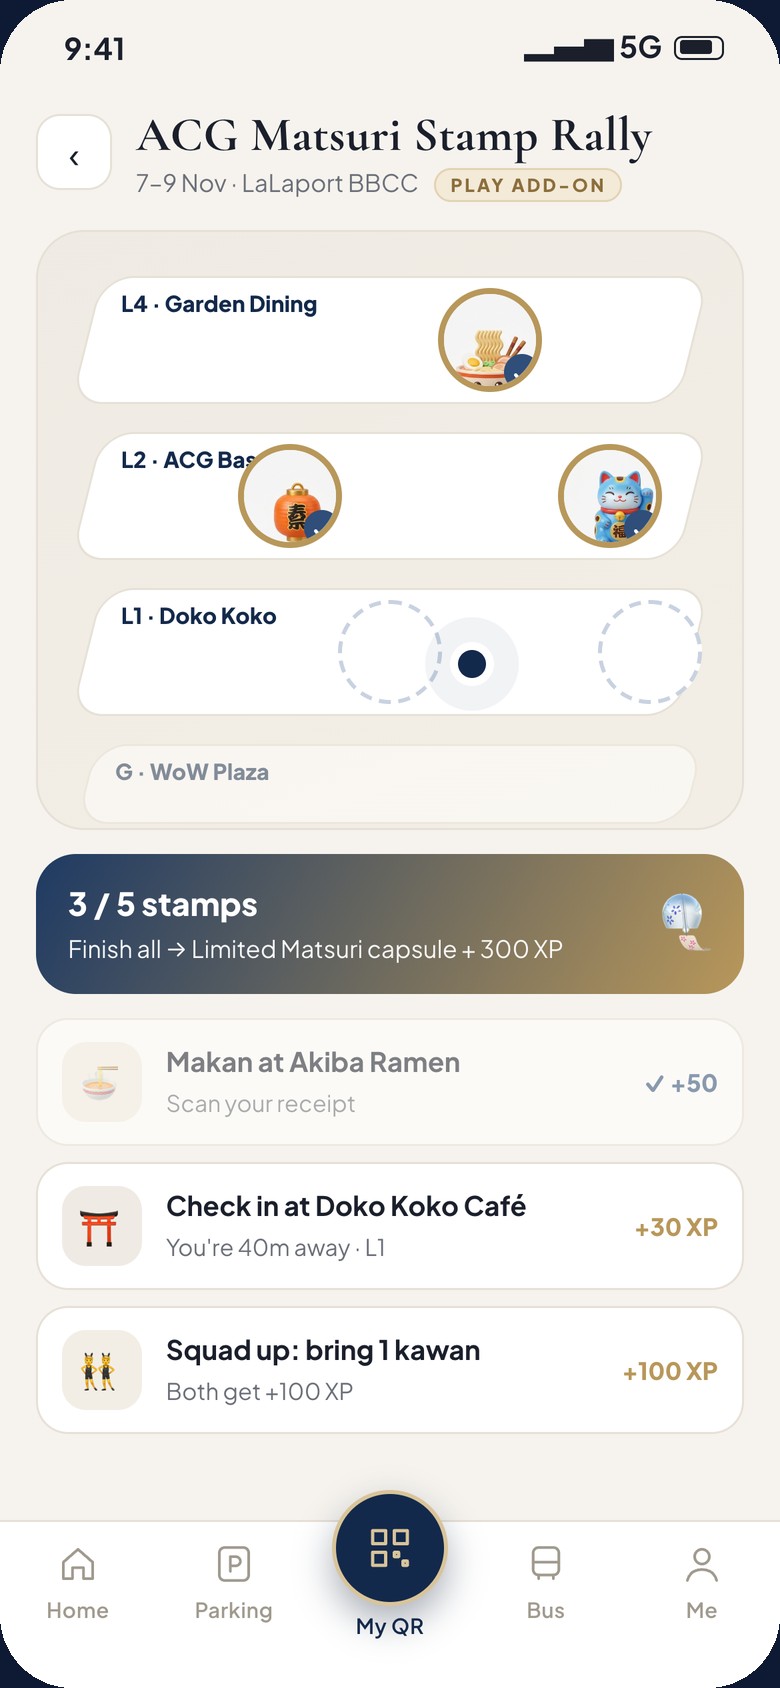 9:41
5G
‹
ACG Matsuri Stamp Rally
7–9 Nov · LaLaport BBCC
PLAY ADD-ON
L4 · Garden Dining
L2 · ACG Bas
福
L1 · Doko Koko
G · WoW Plaza
3 / 5 stamps
Finish all → Limited Matsuri capsule + 300 XP
Makan at Akiba Ramen
Scan your receipt
✓ +50
Check in at Doko Koko Café
You're 40m away · L1
+30 XP
Squad up: bring 1 kawan
Both get +100 XP
+100 XP
Home
Parking
My QR
Bus
Me